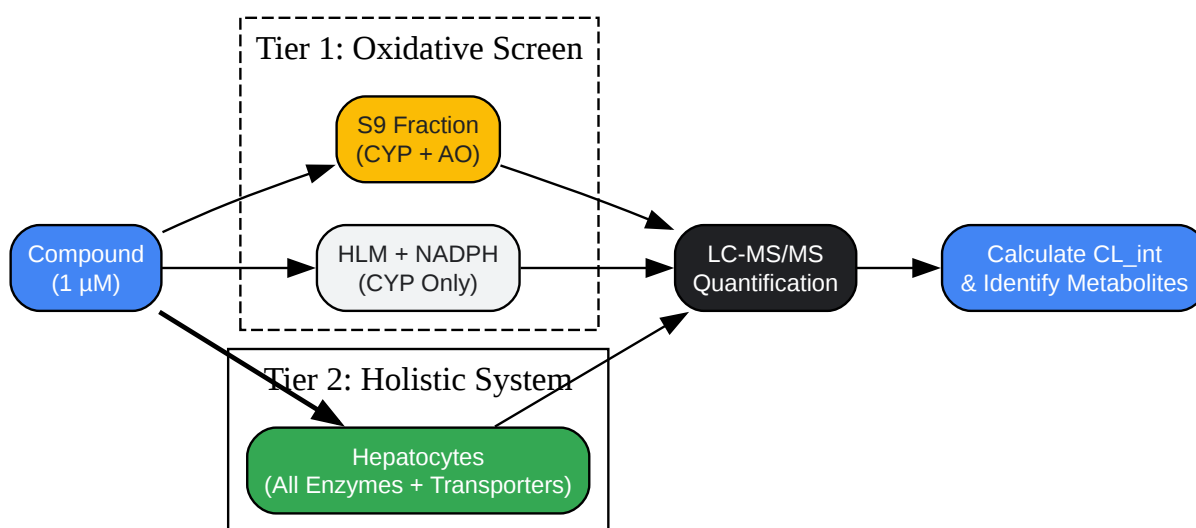 Tier 1: Oxidative Screen
S9 Fraction
(CYP + AO)
HLM + NADPH
(CYP Only)
Compound
(1 µM)
LC-MS/MS
Quantification
Calculate CL_int
& Identify Metabolites
Tier 2: Holistic System
Hepatocytes
(All Enzymes + Transporters)